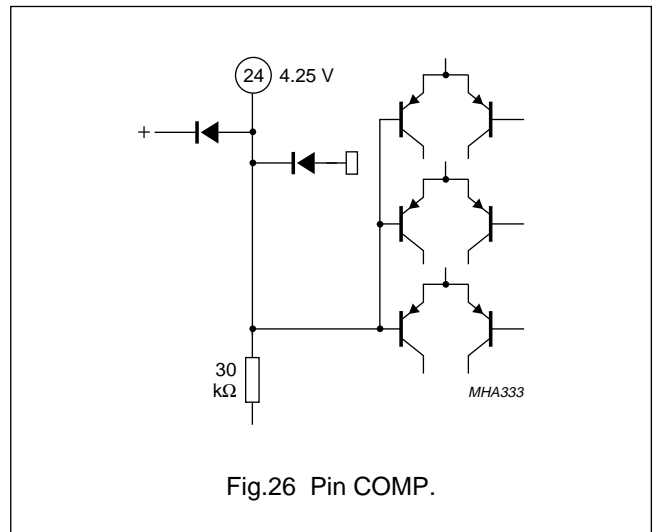 24 4.25 V
+
30
kΩ
MHA333
Fig.26 Pin COMP.